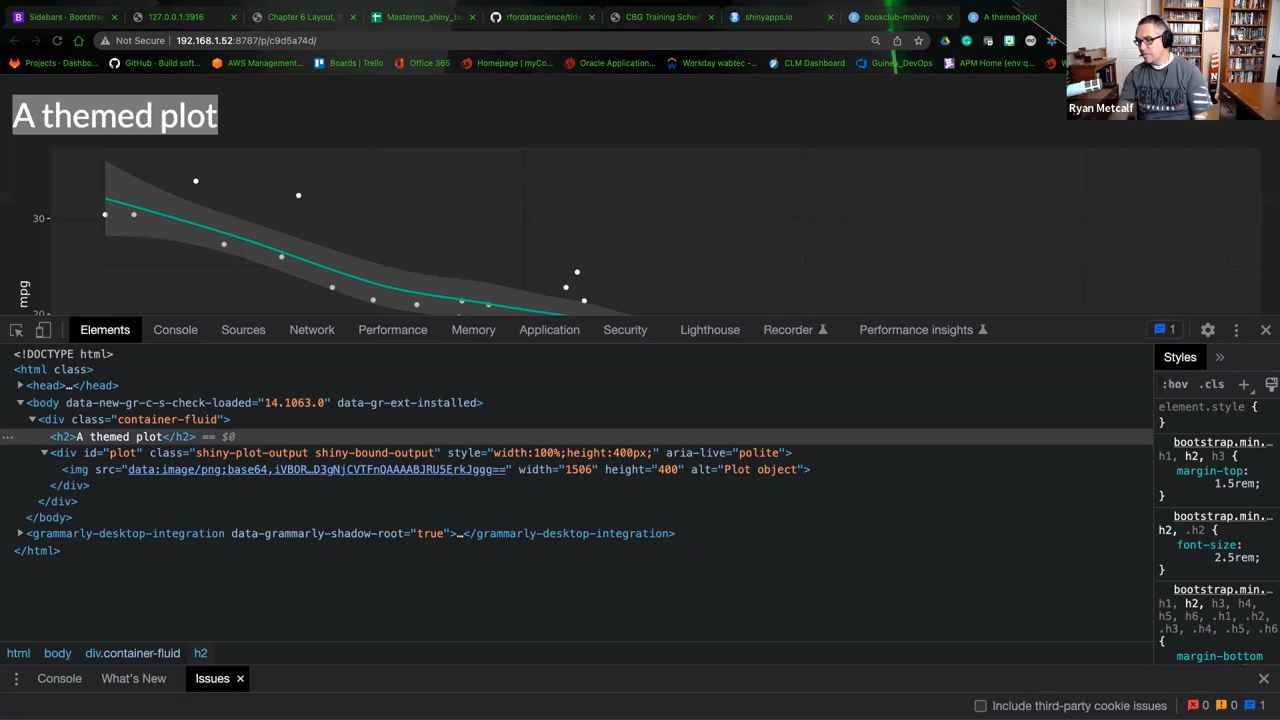 Sidebars · Bootstrap
127.0.0.1:3916
Chapter 6 Layout, th
Mastering_shiny_bo
rfordatascience/tidy
CBG Training Sched
shinyapps.io
bookclub-mshiny
A themed plot
Not Secure 192.168.1.52:8787/p/c9d5a74d/
Projects - Dashbo...
GitHub - Build soft...
AWS Management...
Boards | Trello
Office 365
Homepage | myCo...
Oracle Application...
Workday wabtec -...
CLM Dashboard
Guinea_DevOps
APM Home (env:q...
Ryan Metcalf
A themed plot
30
mpg
20
Elements Console Sources Network Performance Memory Application Security Lighthouse Recorder Performance insights 1
<!DOCTYPE html>
<html class>
<head>…</head>
<body data-new-gr-c-s-check-loaded="14.1063.0" data-gr-ext-installed>
<div class="container-fluid">
<h2>A themed plot</h2> == $0
<div id="plot" class="shiny-plot-output shiny-bound-output" style="width:100%;height:400px;" aria-live="polite">
<img src="data:image/png;base64,iVBOR…D3gNjCVTFnQAAAABJRU5ErkJggg==" width="1506" height="400" alt="Plot object">
</div>
</div>
</body>
<grammarly-desktop-integration data-grammarly-shadow-root="true">…</grammarly-desktop-integration>
</html>
Styles
:hov .cls
element.style {
}
bootstrap.min.…
h1, h2, h3 {
margin-top:
1.5rem;
}
bootstrap.min.…
h2, .h2 {
font-size:
2.5rem;
}
bootstrap.min.…
h1, h2, h3, h4,
h5, h6, .h1, .h2,
.h3, .h4, .h5, .h6
{
margin-bottom
html body div.container-fluid h2
Console What's New Issues
Include third-party cookie issues 0 0 1